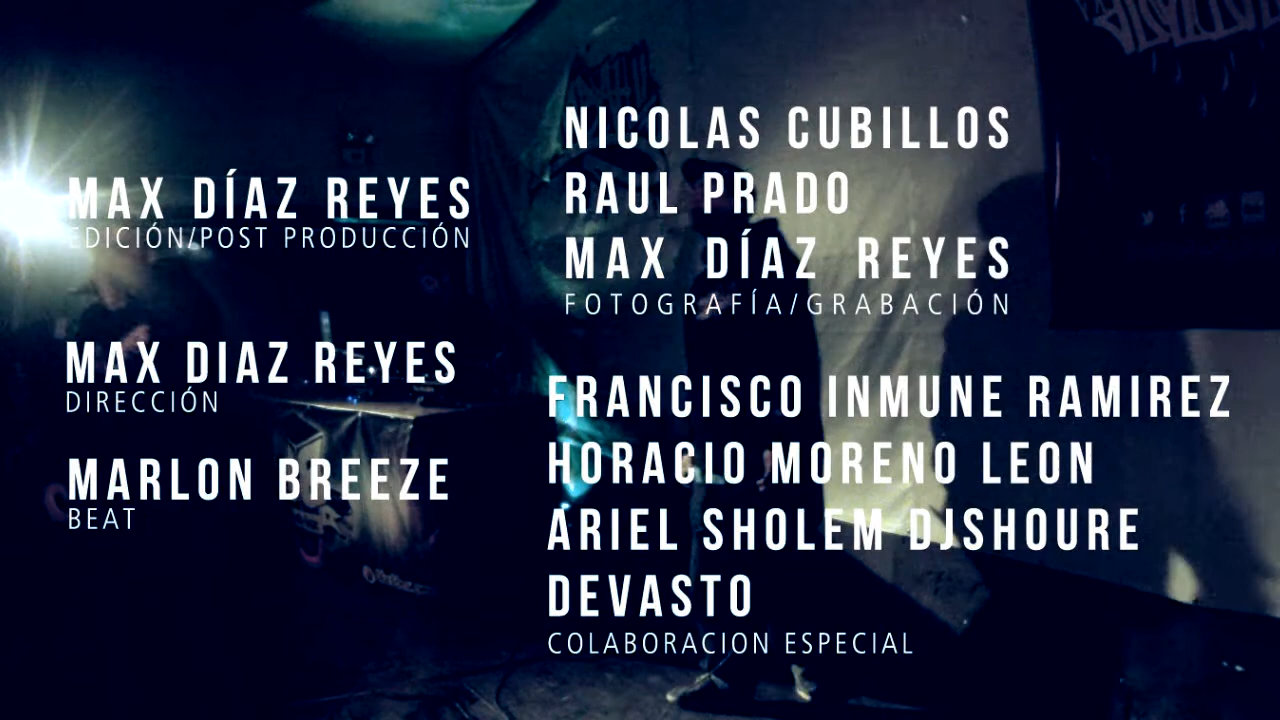 MAX DÍAZ REYES
EDICIÓN/POST PRODUCCIÓN
MAX DIAZ REYES
DIRECCIÓN
MARLON BREEZE
BEAT
NICOLAS CUBILLOS
RAUL PRADO
MAX DÍAZ REYES
FOTOGRAFÍA/GRABACIÓN
FRANCISCO INMUNE RAMIREZ
HORACIO MORENO LEON
ARIEL SHOLEM DJSHOURE
DEVASTO
COLABORACION ESPECIAL